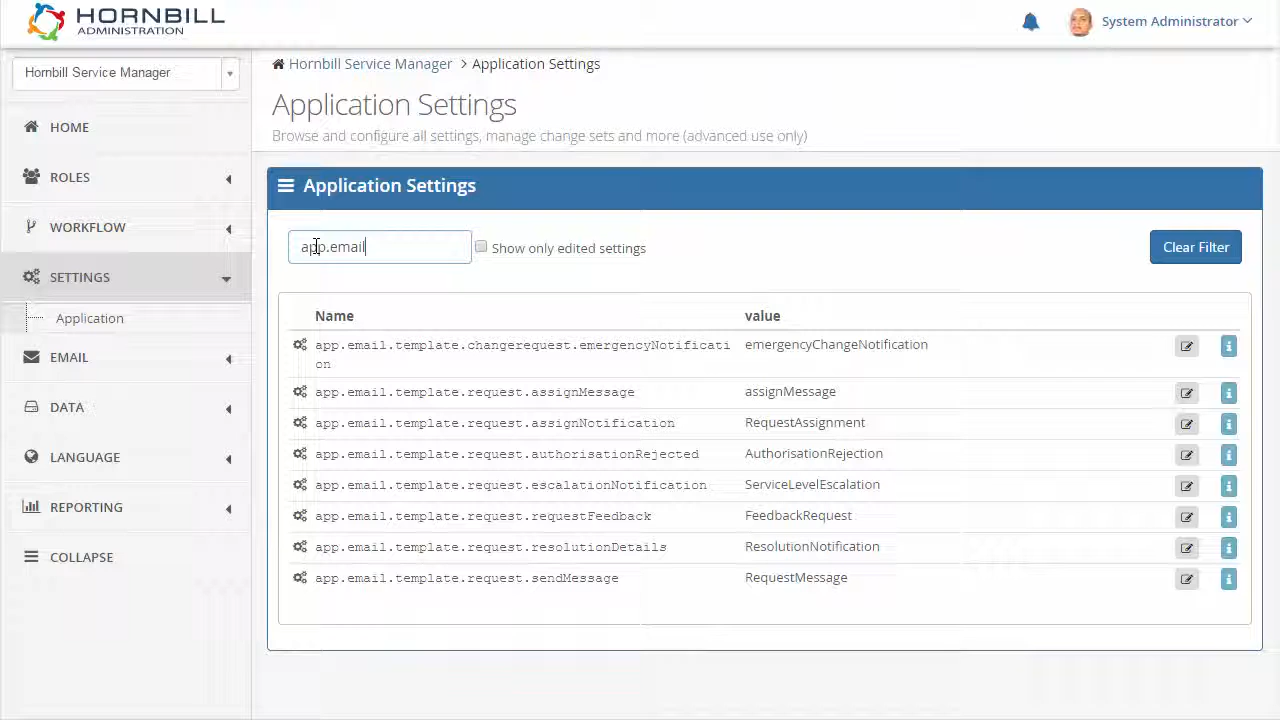 HORNBILL
ADMINISTRATION
System Administrator
Hornbill Service Manager
HOME
ROLES
WORKFLOW
SETTINGS
Application
EMAIL
DATA
LANGUAGE
REPORTING
COLLAPSE
Hornbill Service Manager > Application Settings
Application Settings
Browse and configure all settings, manage change sets and more (advanced use only)
Application Settings
app.email
Show only edited settings
Clear Filter
Name value
app.email.template.changerequest.emergencyNotificati emergencyChangeNotification
on
app.email.template.request.assignMessage assignMessage
app.email.template.request.assignNotification RequestAssignment
app.email.template.request.authorisationRejected AuthorisationRejection
app.email.template.request.escalationNotification ServiceLevelEscalation
app.email.template.request.requestFeedback FeedbackRequest
app.email.template.request.resolutionDetails ResolutionNotification
app.email.template.request.sendMessage RequestMessage